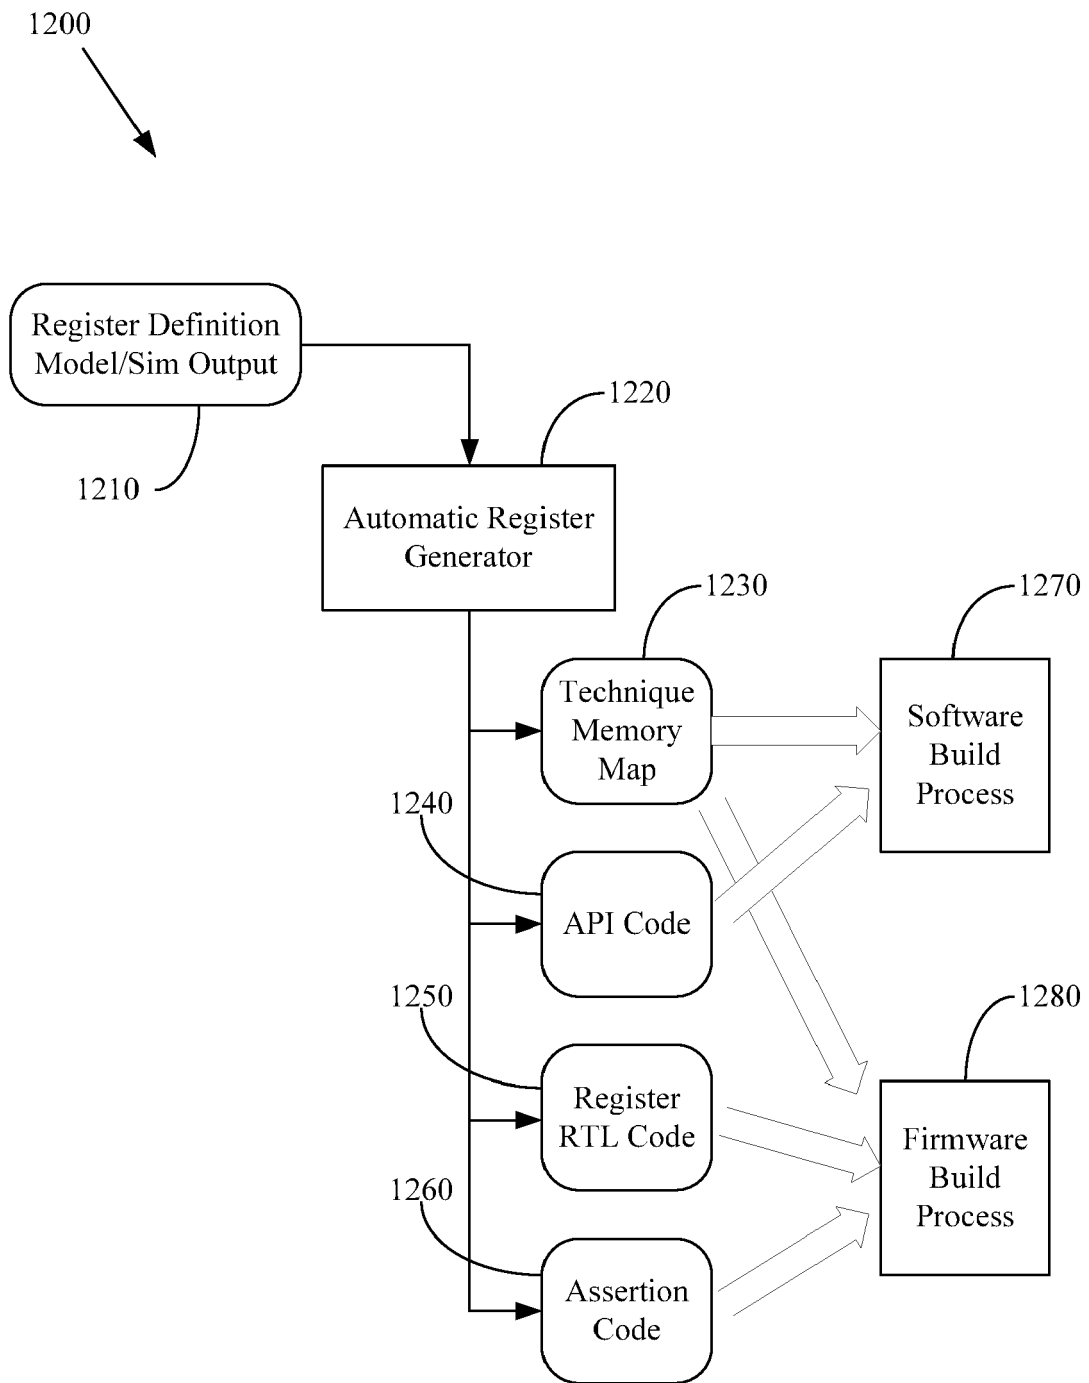 1200
Register Definition
Model/Sim Output
1210
1220
Automatic Register
Generator
1230
1270
Technique
Memory
Map
Software
Build
Process
1240
API Code
1250
1280
Register
RTL Code
Firmware
Build
Process
1260
Assertion
Code